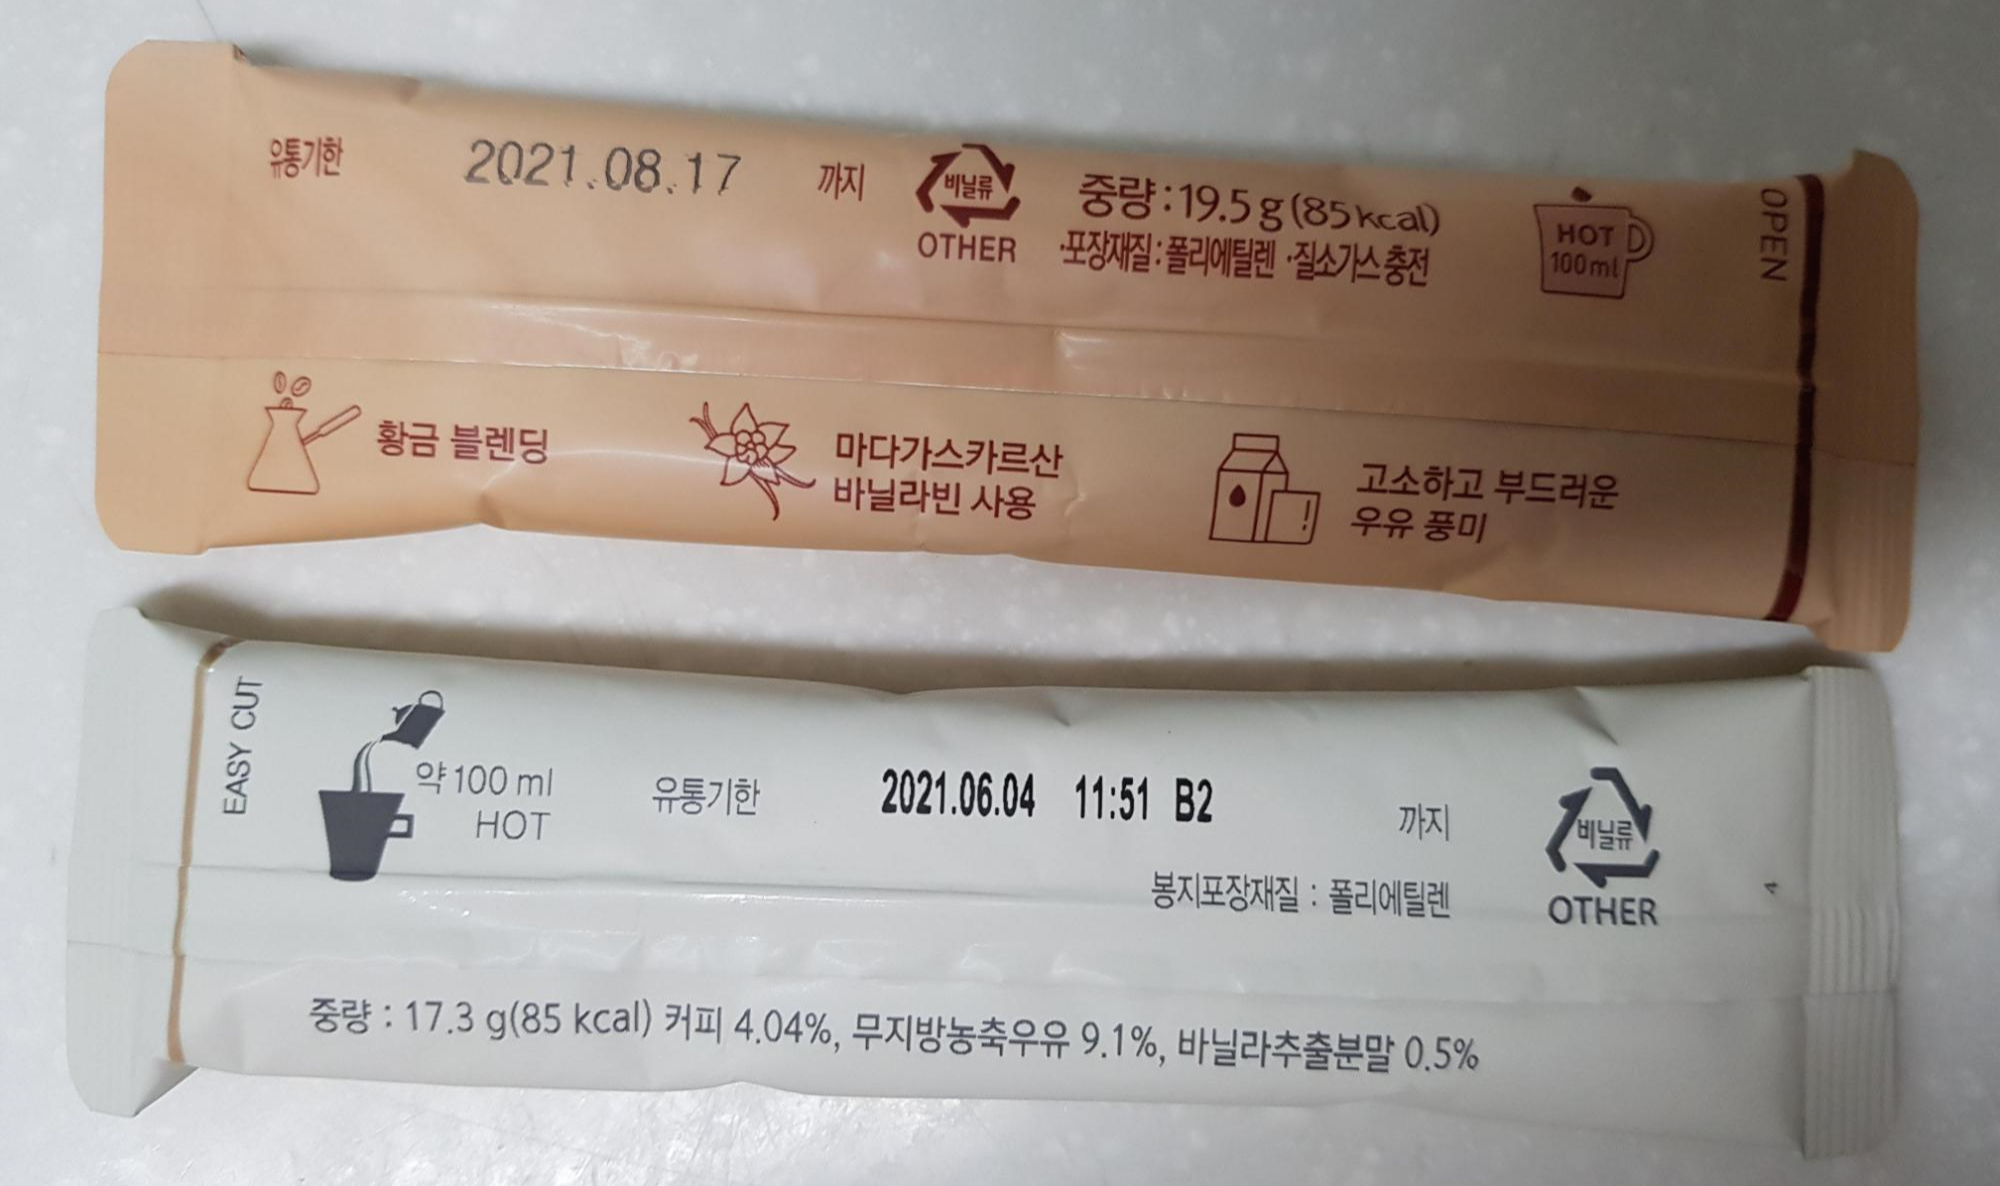 유통기한 2021.08.17 까지
비닐류
OTHER
중량 : 19.5 g (85 kcal)
·포장재질 : 폴리에틸렌 ·질소가스 충전
HOT
100ml
OPEN
황금 블렌딩
마다가스카르산
바닐라빈 사용
고소하고 부드러운
우유 풍미
EASY CUT
약 100 ml
HOT
유통기한 2021.06.04 11:51 B2 까지
봉지포장재질 : 폴리에틸렌
비닐류
OTHER
4
중량 : 17.3 g(85 kcal) 커피 4.04%, 무지방농축우유 9.1%, 바닐라추출분말 0.5%